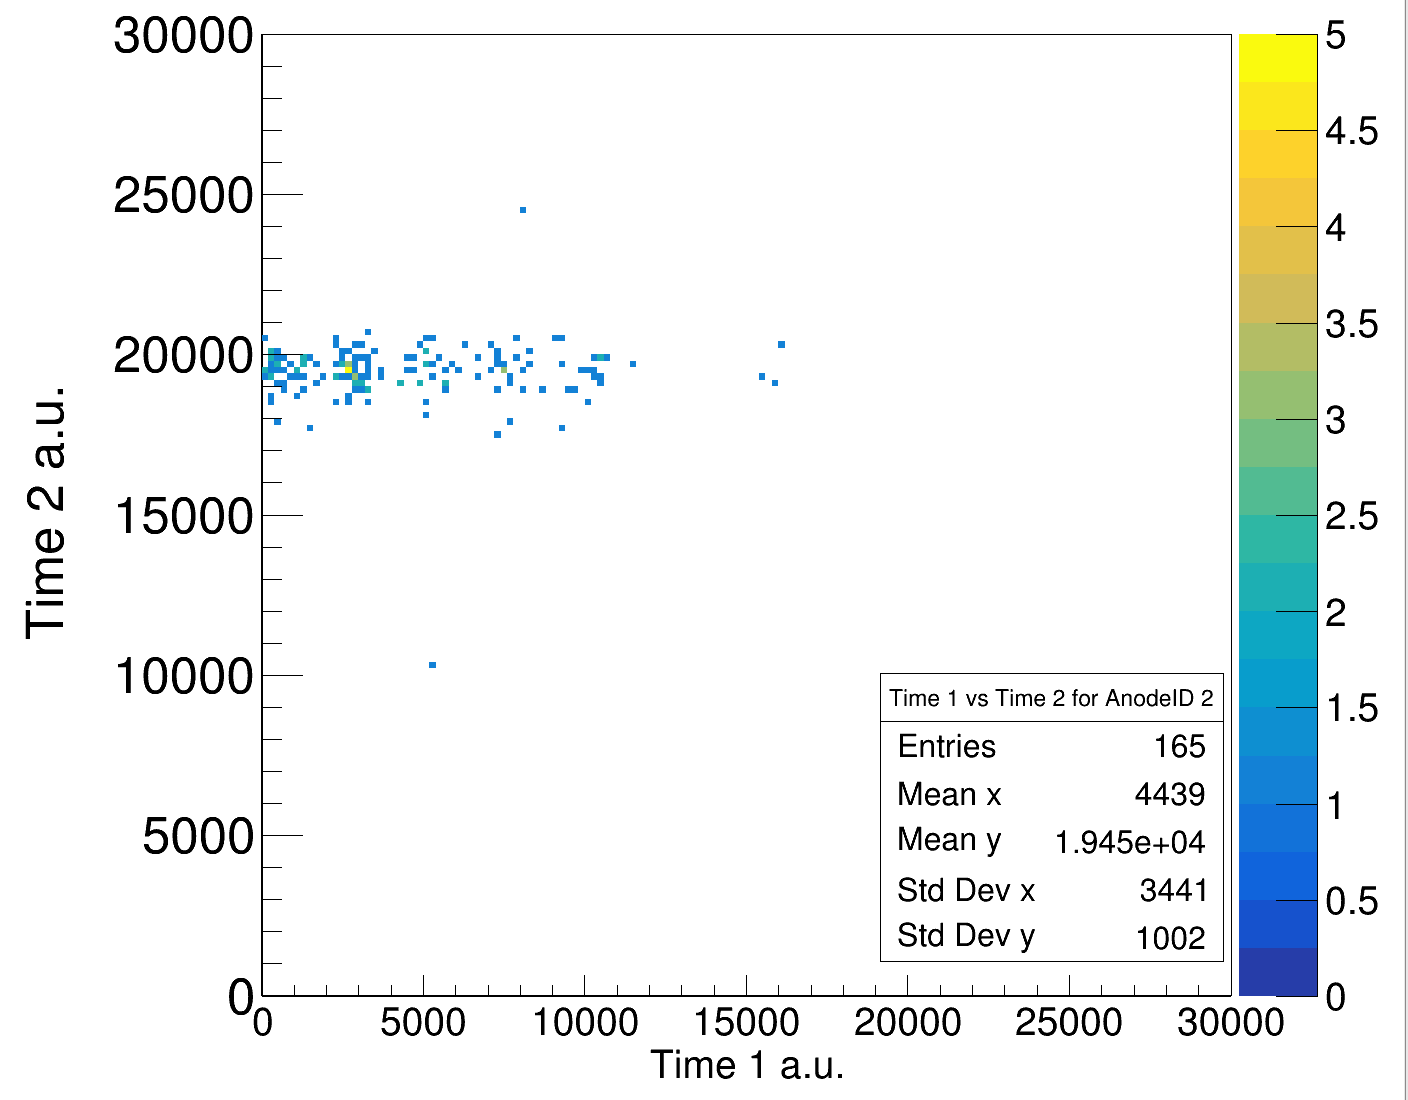 30000
25000
20000
15000
10000
5000
0
Time 2 a.u.
0 5000 10000 15000 20000 25000 30000
Time 1 a.u.
Time 1 vs Time 2 for AnodeID 2
Entries 165
Mean x 4439
Mean y 1.945e+04
Std Dev x 3441
Std Dev y 1002
5
4.5
4
3.5
3
2.5
2
1.5
1
0.5
0